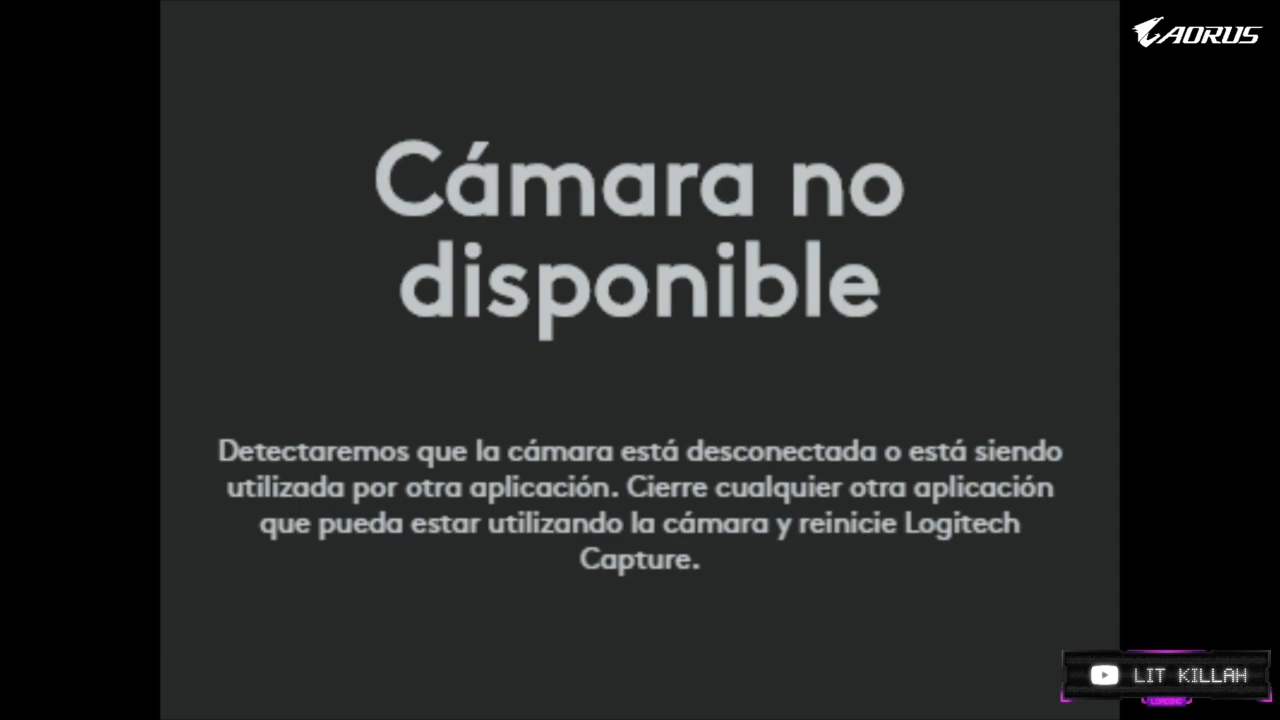 AORUS
Cámara no
disponible
Detectaremos que la cámara está desconectada o está siendo
utilizada por otra aplicación. Cierre cualquier otra aplicación
que pueda estar utilizando la cámara y reinicie Logitech
Capture.
LIT KILLAH
LOADING